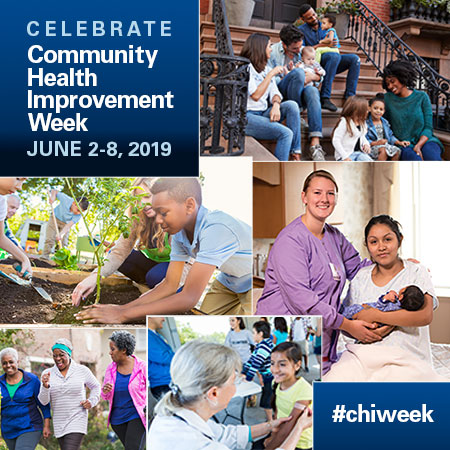 CELEBRATE
Community
Health
Improvement
Week
JUNE 2-8, 2019
#chiweek